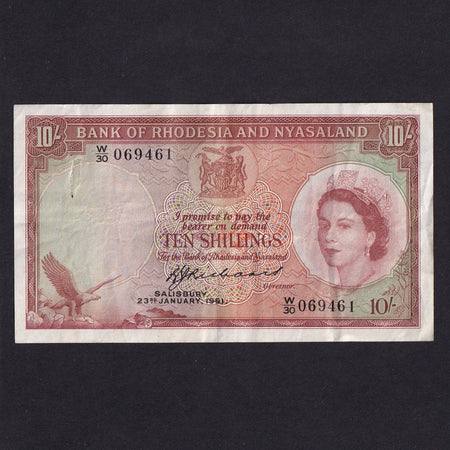 10/- BANK OF RHODESIA AND NYASALAND 10/-
W/30 069461
I promise to pay the
bearer on demand
TEN SHILLINGS
for the Bank of Rhodesia and Nyasaland
Governor.
SALISBURY,
23RD JANUARY, 1961.
W/30 069461 10/-